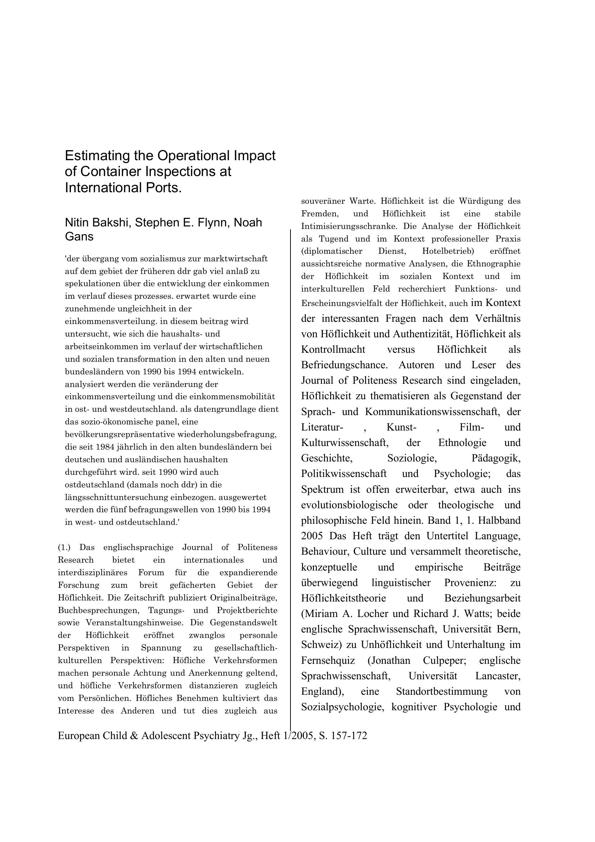 Estimating the Operational Impact
of Container Inspections at
International Ports.
Nitin Bakshi, Stephen E. Flynn, Noah
Gans
'der übergang vom sozialismus zur marktwirtschaft
auf dem gebiet der früheren ddr gab viel anlaß zu
spekulationen über die entwicklung der einkommen
im verlauf dieses prozesses. erwartet wurde eine
zunehmende ungleichheit in der
einkommensverteilung. in diesem beitrag wird
untersucht, wie sich die haushalts- und
arbeitseinkommen im verlauf der wirtschaftlichen
und sozialen transformation in den alten und neuen
bundesländern von 1990 bis 1994 entwickeln.
analysiert werden die veränderung der
einkommensverteilung und die einkommensmobilität
in ost- und westdeutschland. als datengrundlage dient
das sozio-ökonomische panel, eine
bevölkerungsrepräsentative wiederholungsbefragung,
die seit 1984 jährlich in den alten bundesländern bei
deutschen und ausländischen haushalten
durchgeführt wird. seit 1990 wird auch
ostdeutschland (damals noch ddr) in die
längsschnittuntersuchung einbezogen. ausgewertet
werden die fünf befragungswellen von 1990 bis 1994
in west- und ostdeutschland.'
(1.) Das englischsprachige Journal of Politeness
Research bietet ein internationales und
interdisziplinäres Forum für die expandierende
Forschung zum breit gefächerten Gebiet der
Höflichkeit. Die Zeitschrift publiziert Originalbeiträge,
Buchbesprechungen, Tagungs- und Projektberichte
sowie Veranstaltungshinweise. Die Gegenstandswelt
der Höflichkeit eröffnet zwanglos personale
Perspektiven in Spannung zu gesellschaftlich-
kulturellen Perspektiven: Höfliche Verkehrsformen
machen personale Achtung und Anerkennung geltend,
und höfliche Verkehrsformen distanzieren zugleich
vom Persönlichen. Höfliches Benehmen kultiviert das
Interesse des Anderen und tut dies zugleich aus
souveräner Warte. Höflichkeit ist die Würdigung des
Fremden, und Höflichkeit ist eine stabile
Intimisierungsschranke. Die Analyse der Höflichkeit
als Tugend und im Kontext professioneller Praxis
(diplomatischer Dienst, Hotelbetrieb) eröffnet
aussichtsreiche normative Analysen, die Ethnographie
der Höflichkeit im sozialen Kontext und im
interkulturellen Feld recherchiert Funktions- und
Erscheinungsvielfalt der Höflichkeit, auch im Kontext
der interessanten Fragen nach dem Verhältnis
von Höflichkeit und Authentizität, Höflichkeit als
Kontrollmacht versus Höflichkeit als
Befriedungschance. Autoren und Leser des
Journal of Politeness Research sind eingeladen,
Höflichkeit zu thematisieren als Gegenstand der
Sprach- und Kommunikationswissenschaft, der
Literatur- , Kunst- , Film- und
Kulturwissenschaft, der Ethnologie und
Geschichte, Soziologie, Pädagogik,
Politikwissenschaft und Psychologie; das
Spektrum ist offen erweiterbar, etwa auch ins
evolutionsbiologische oder theologische und
philosophische Feld hinein. Band 1, 1. Halbband
2005 Das Heft trägt den Untertitel Language,
Behaviour, Culture und versammelt theoretische,
konzeptuelle und empirische Beiträge
überwiegend linguistischer Provenienz: zu
Höflichkeitstheorie und Beziehungsarbeit
(Miriam A. Locher und Richard J. Watts; beide
englische Sprachwissenschaft, Universität Bern,
Schweiz) zu Unhöflichkeit und Unterhaltung im
Fernsehquiz (Jonathan Culpeper; englische
Sprachwissenschaft, Universität Lancaster,
England), eine Standortbestimmung von
Sozialpsychologie, kognitiver Psychologie und
European Child & Adolescent Psychiatry Jg., Heft 1/2005, S. 157-172